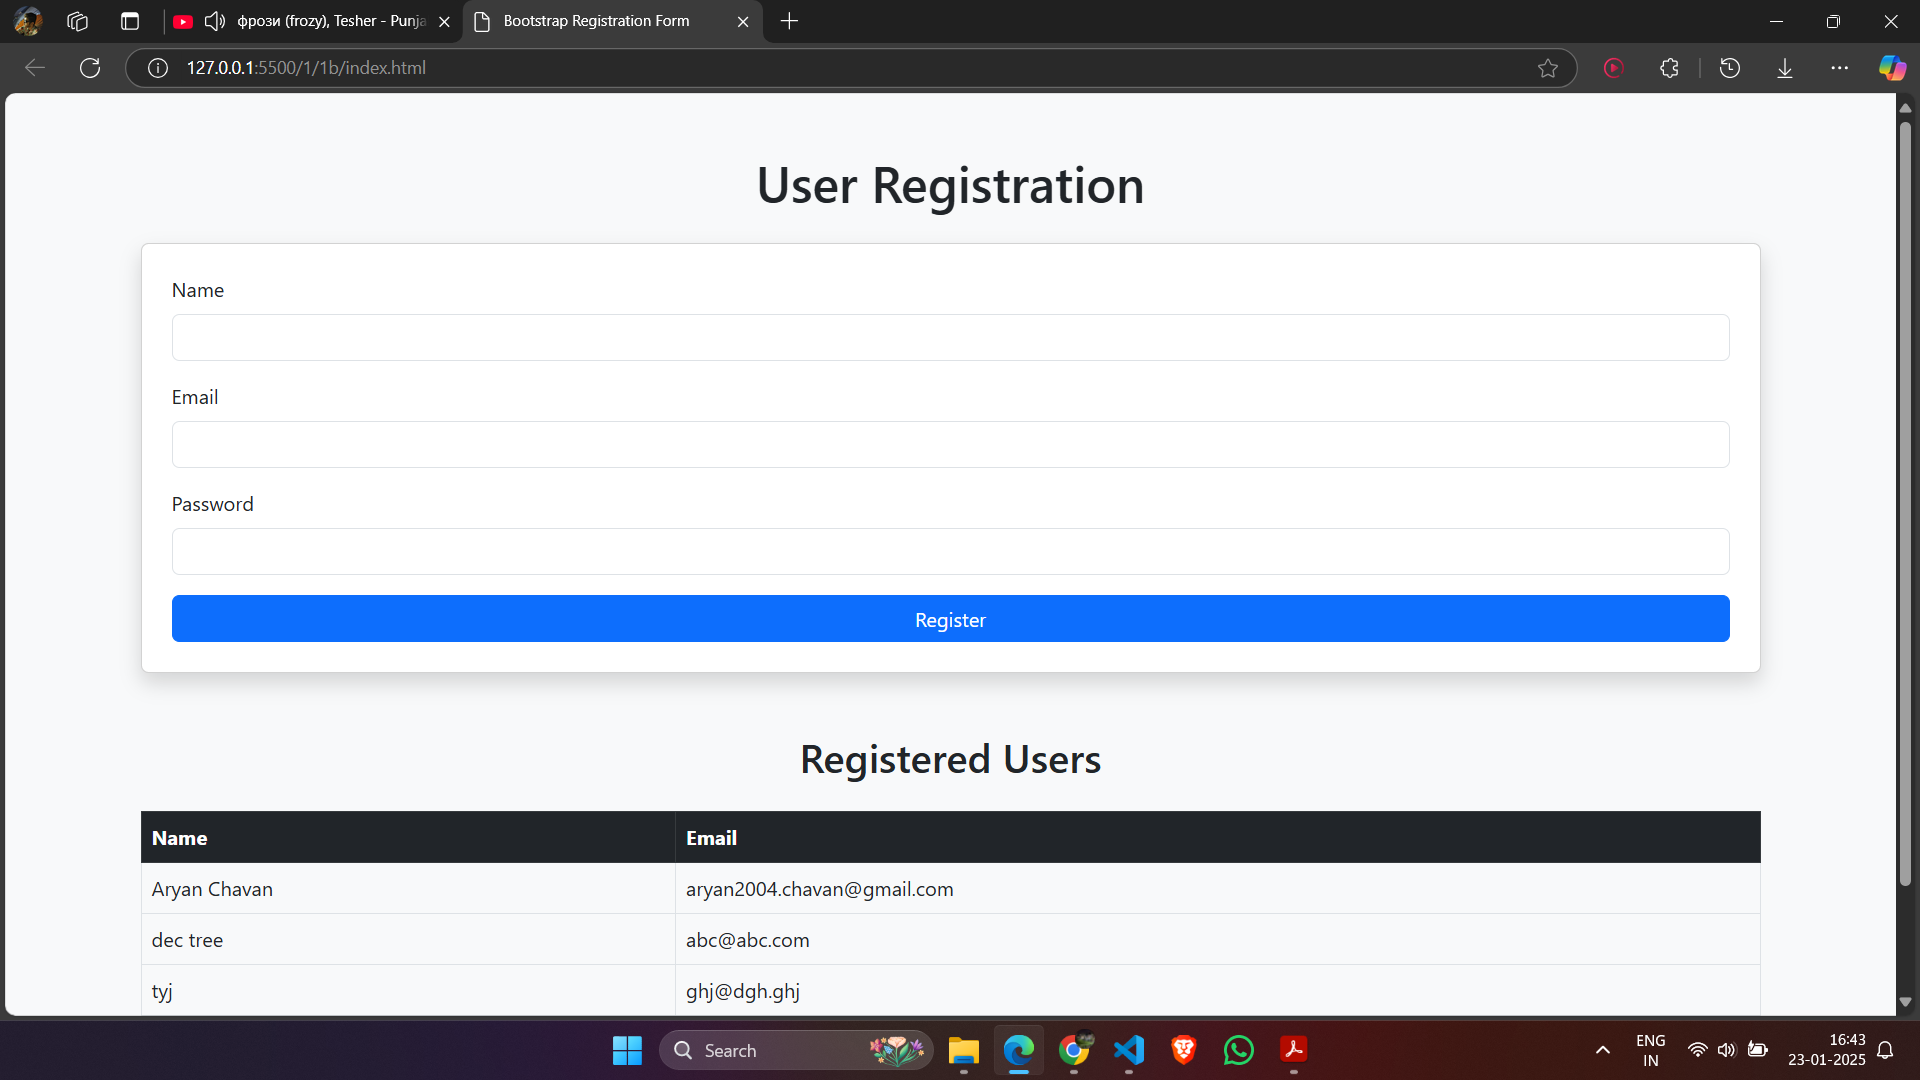 фрози (frozy), Tesher - Punja
Bootstrap Registration Form
127.0.0.1:5500/1/1b/index.html
User Registration
Name
Email
Password
Register
Registered Users
Name Email
Aryan Chavan aryan2004.chavan@gmail.com
dec tree abc@abc.com
tyj ghj@dgh.ghj
Search
ENG
IN
16:43
23-01-2025